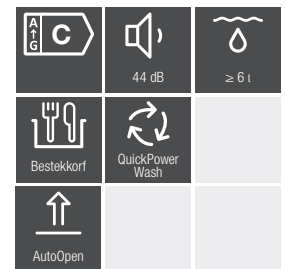 A
G
C
44 dB
≥ 6 l
Bestekkorf
QuickPower
Wash
AutoOpen